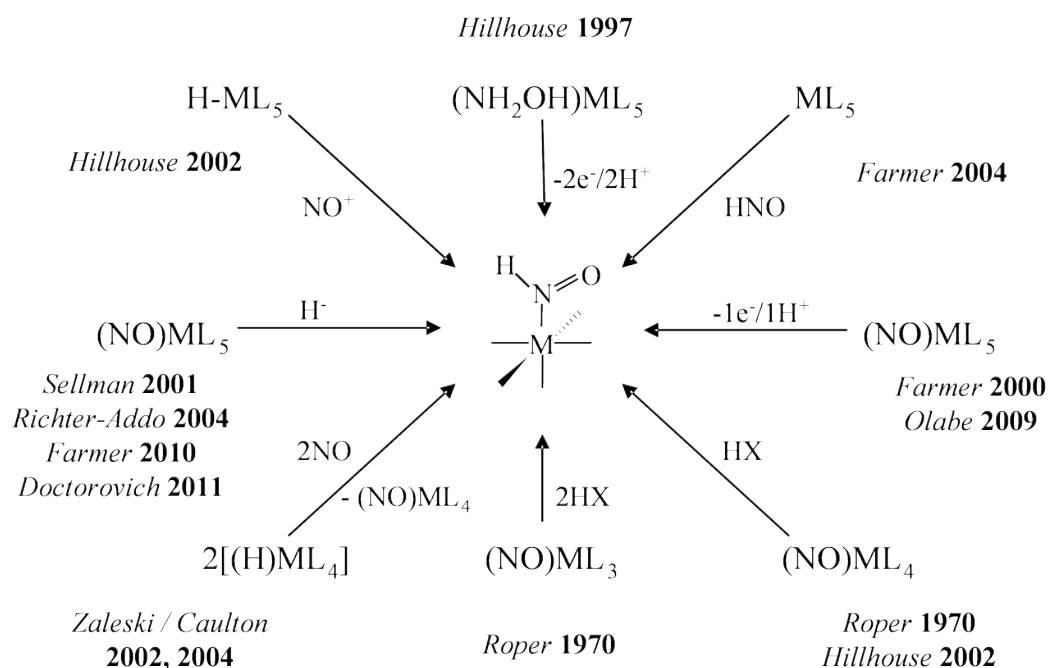 Hillhouse 1997
H-ML5
(NH2OH)ML5
ML5
Hillhouse 2002
-2e-/2H+
Farmer 2004
NO+
HNO
H
N
O
M
H-
-1e-/1H+
(NO)ML5
(NO)ML5
Sellman 2001
Richter-Addo 2004
Farmer 2010
Doctorovich 2011
Farmer 2000
Olabe 2009
2NO
- (NO)ML4
2HX
HX
2[(H)ML4]
(NO)ML3
(NO)ML4
Zaleski / Caulton
2002, 2004
Roper 1970
Roper 1970
Hillhouse 2002